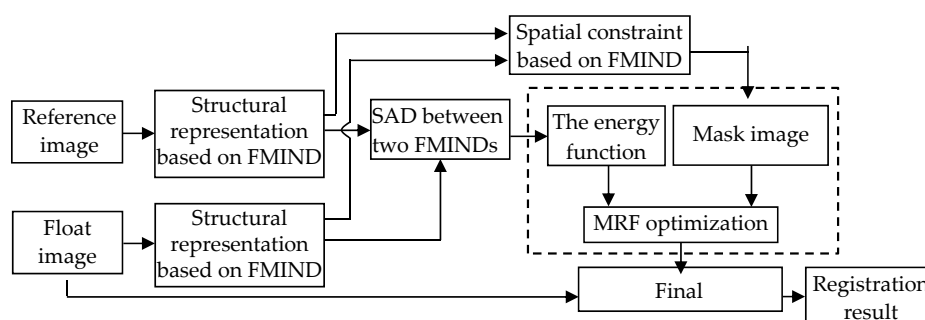 Spatial constraint
based on FMIND
Reference
image
Structural
representation
based on FMIND
SAD between
two FMINDs
The energy
function
Mask image
Float
image
Structural
representation
based on FMIND
MRF optimization
Final
Registration
result